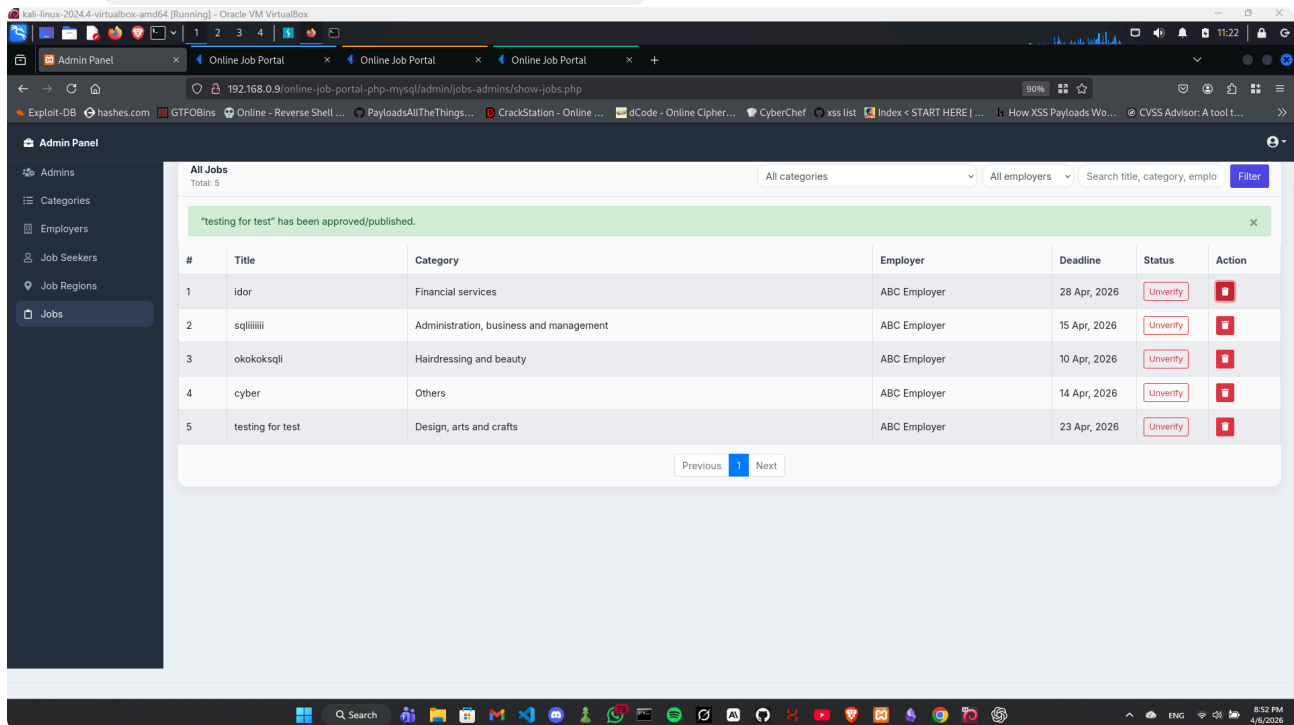 kali-linux-2024.4-virtualbox-amd64 [Running] - Oracle VM VirtualBox
1 2 3 4 11:22
Admin Panel Online Job Portal Online Job Portal Online Job Portal
192.168.0.9/online-job-portal-php-mysql/admin/jobs-admins/show-jobs.php 90%
Exploit-DB hashes.com GTFOBins Online - Reverse Shell ... PayloadsAllTheThings... CrackStation - Online ... dCode - Online Cipher... CyberChef xss list Index < START HERE | ... How XSS Payloads Wo... CVSS Advisor: A tool t...
Admin Panel
Admins
Categories
Employers
Job Seekers
Job Regions
Jobs
All Jobs
Total: 5
All categories All employers Search title, category, emplo Filter
“testing for test” has been approved/published. ×
# Title Category Employer Deadline Status Action
1 idor Financial services ABC Employer 28 Apr, 2026 Unverify
2 sqliiiiiii Administration, business and management ABC Employer 15 Apr, 2026 Unverify
3 okokoksqli Hairdressing and beauty ABC Employer 10 Apr, 2026 Unverify
4 cyber Others ABC Employer 14 Apr, 2026 Unverify
5 testing for test Design, arts and crafts ABC Employer 23 Apr, 2026 Unverify
Previous 1 Next
Search 78 ENG 8:52 PM
4/6/2026